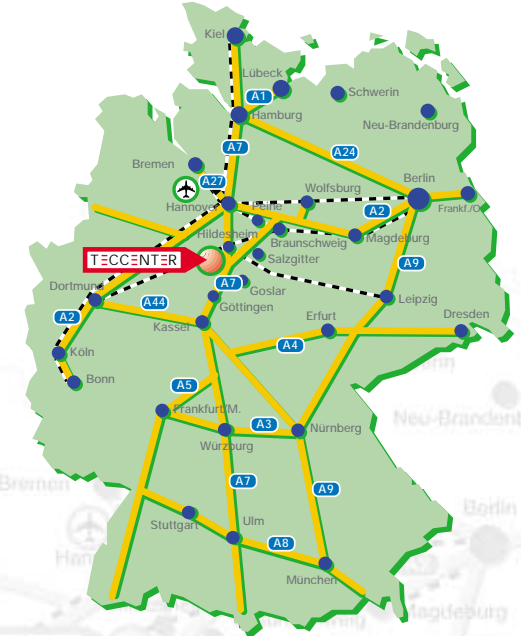 Kiel
Lübeck
Schwerin
A1
Hamburg
Neu-Brandenburg
A7
A24
Bremen
A27
Wolfsburg
Berlin
Hannover
Peine
A2
Frankf./O.
Hildesheim
Braunschweig
Magdeburg
TECCENTER
Salzgitter
A9
A7
Goslar
Dortmund
A44
Göttingen
Leipzig
A2
Kassel
Erfurt
Dresden
A4
Köln
Bonn
A5
Frankfurt/M.
A3
Nürnberg
Neu-Brandenb
Würzburg
A7
A9
Bremen
Berlin
Stuttgart
Ulm
A8
München
Magdeburg